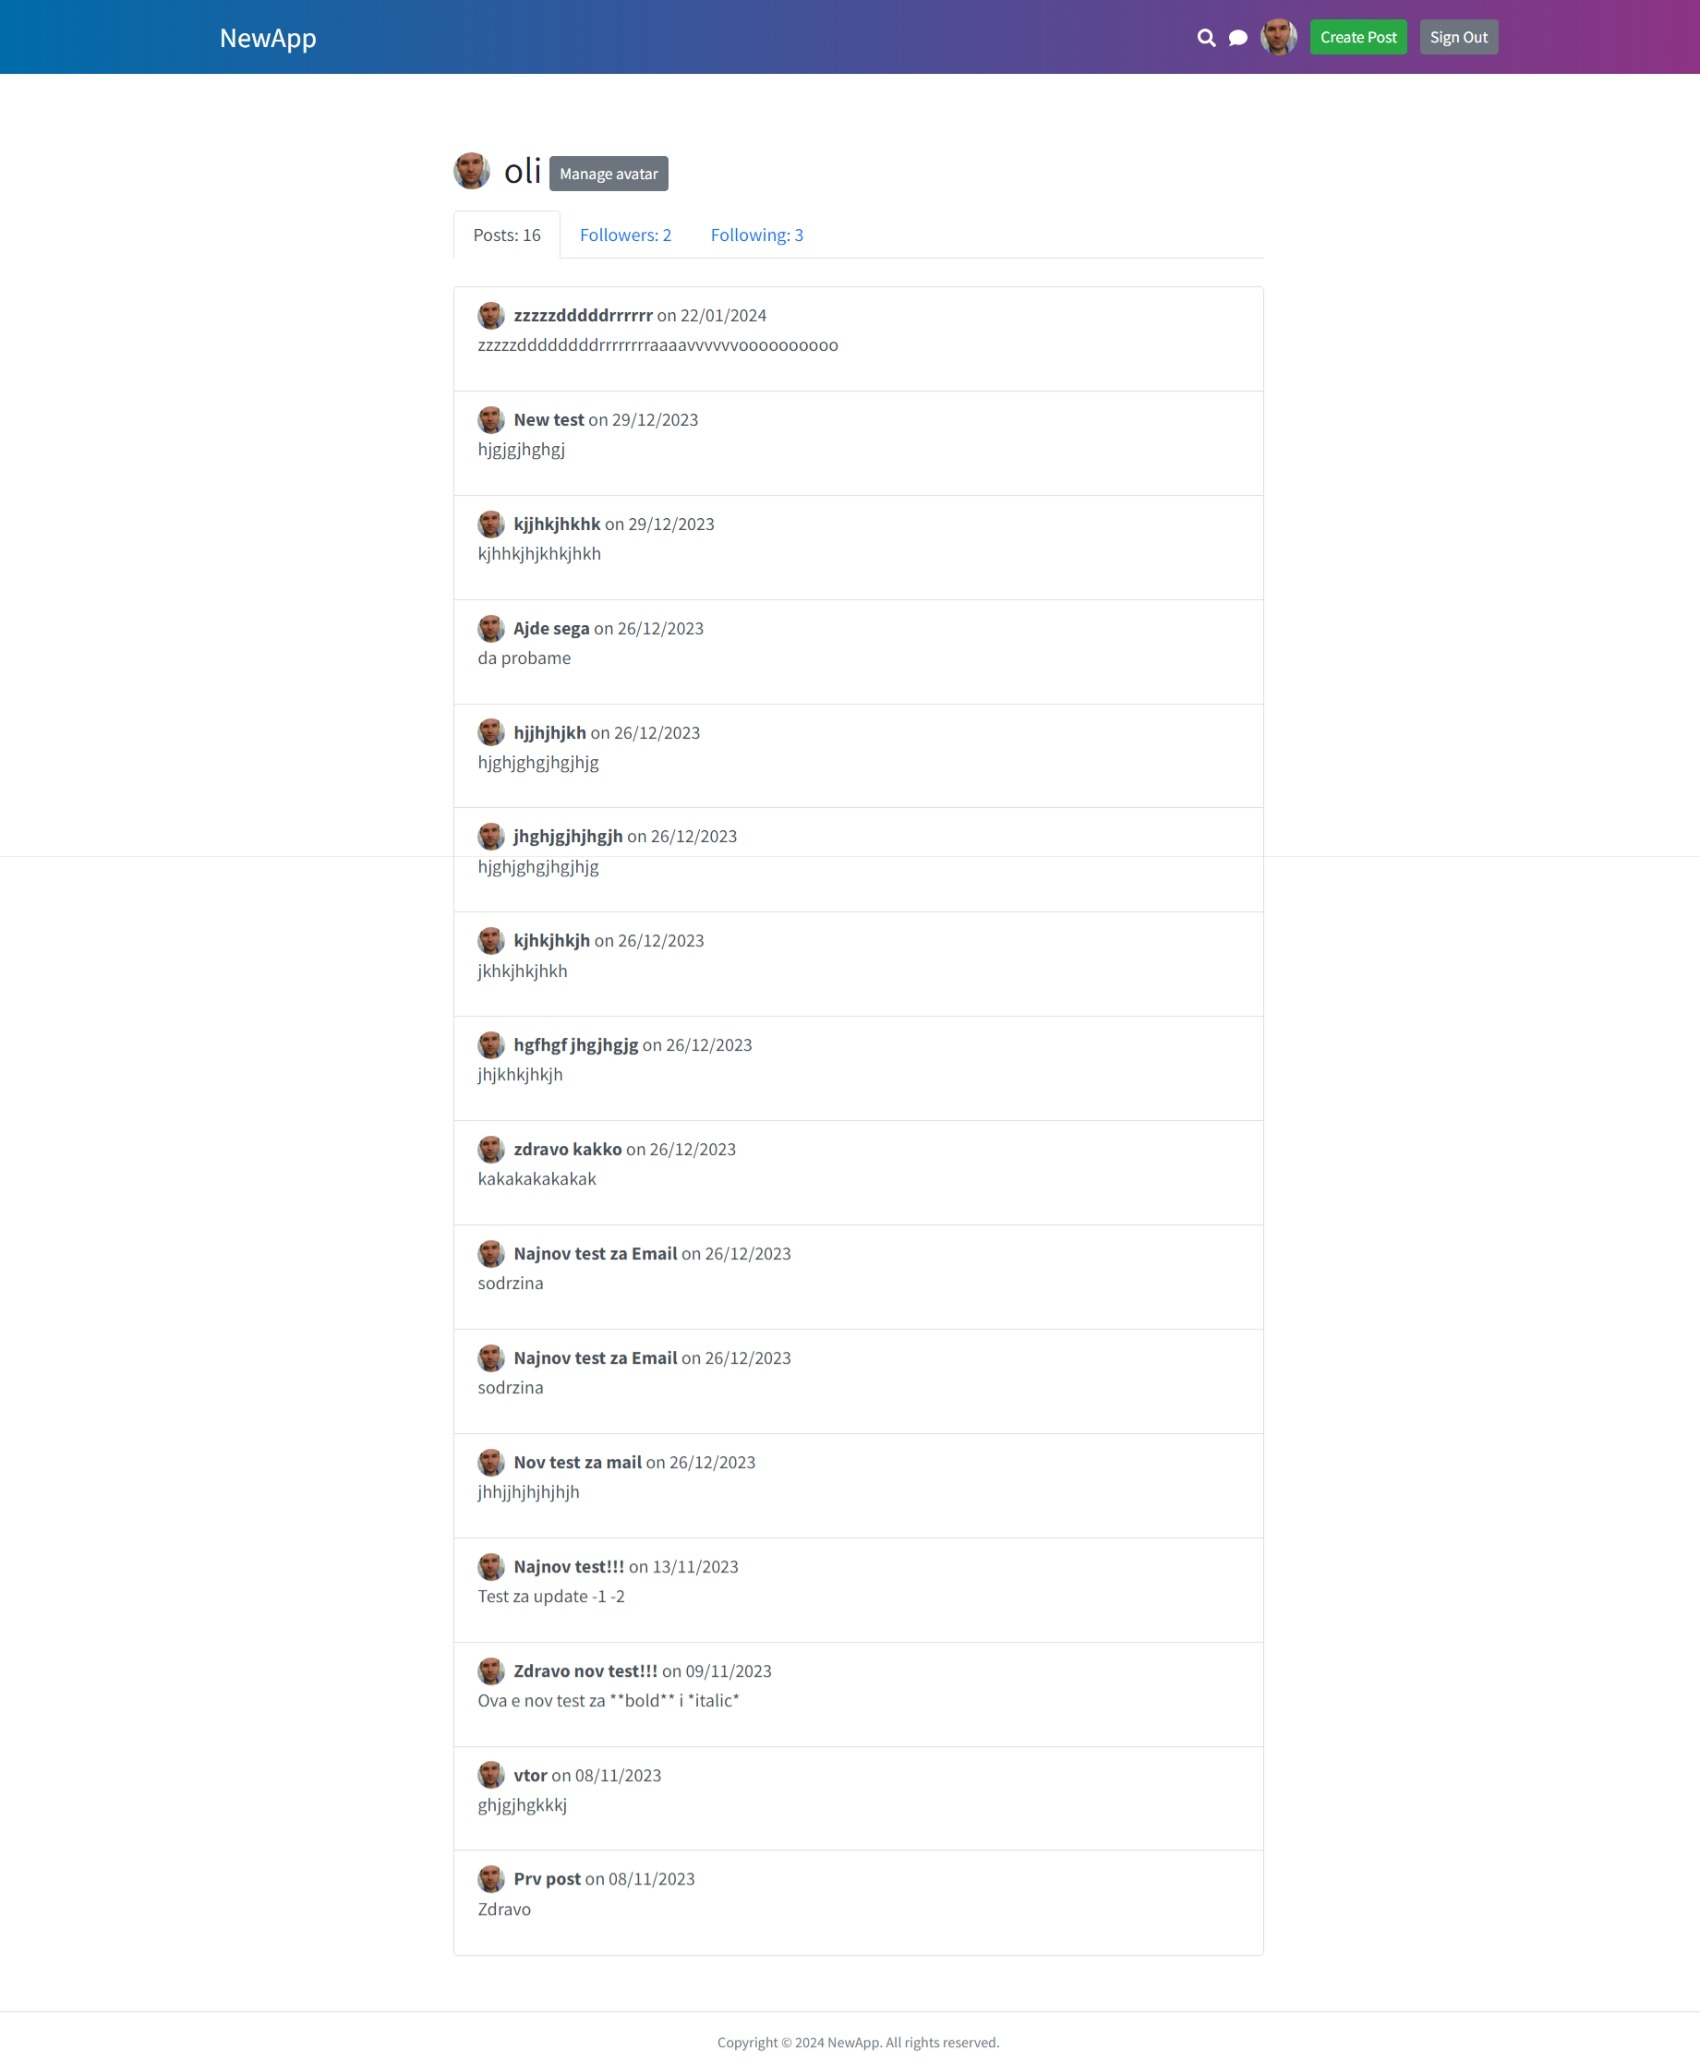 NewApp
Create Post
Sign Out
oli Manage avatar
Posts: 16
Followers: 2
Following: 3
zzzzzdddddrrrrrr on 22/01/2024
zzzzzddddddddrrrrrrrraaaavvvvvvoooooooooo
New test on 29/12/2023
hjgjgjhghgj
kjjhkjhkhk on 29/12/2023
kjhhkjhjkhkjhkh
Ajde sega on 26/12/2023
da probame
hjjhjhjkh on 26/12/2023
hjghjghgjhgjhjg
jhghjgjhjhgjh on 26/12/2023
hjghjghgjhgjhjg
kjhkjhkjh on 26/12/2023
jkhkjhkjhkh
hgfhgf jhgjhgjg on 26/12/2023
jhjkhkjhkjh
zdravo kakko on 26/12/2023
kakakakakakak
Najnov test za Email on 26/12/2023
sodrzina
Najnov test za Email on 26/12/2023
sodrzina
Nov test za mail on 26/12/2023
jhhjjhjhjhjhjh
Najnov test!!! on 13/11/2023
Test za update -1 -2
Zdravo nov test!!! on 09/11/2023
Ova e nov test za **bold** i *italic*
vtor on 08/11/2023
ghjgjhgkkkj
Prv post on 08/11/2023
Zdravo
Copyright © 2024 NewApp. All rights reserved.